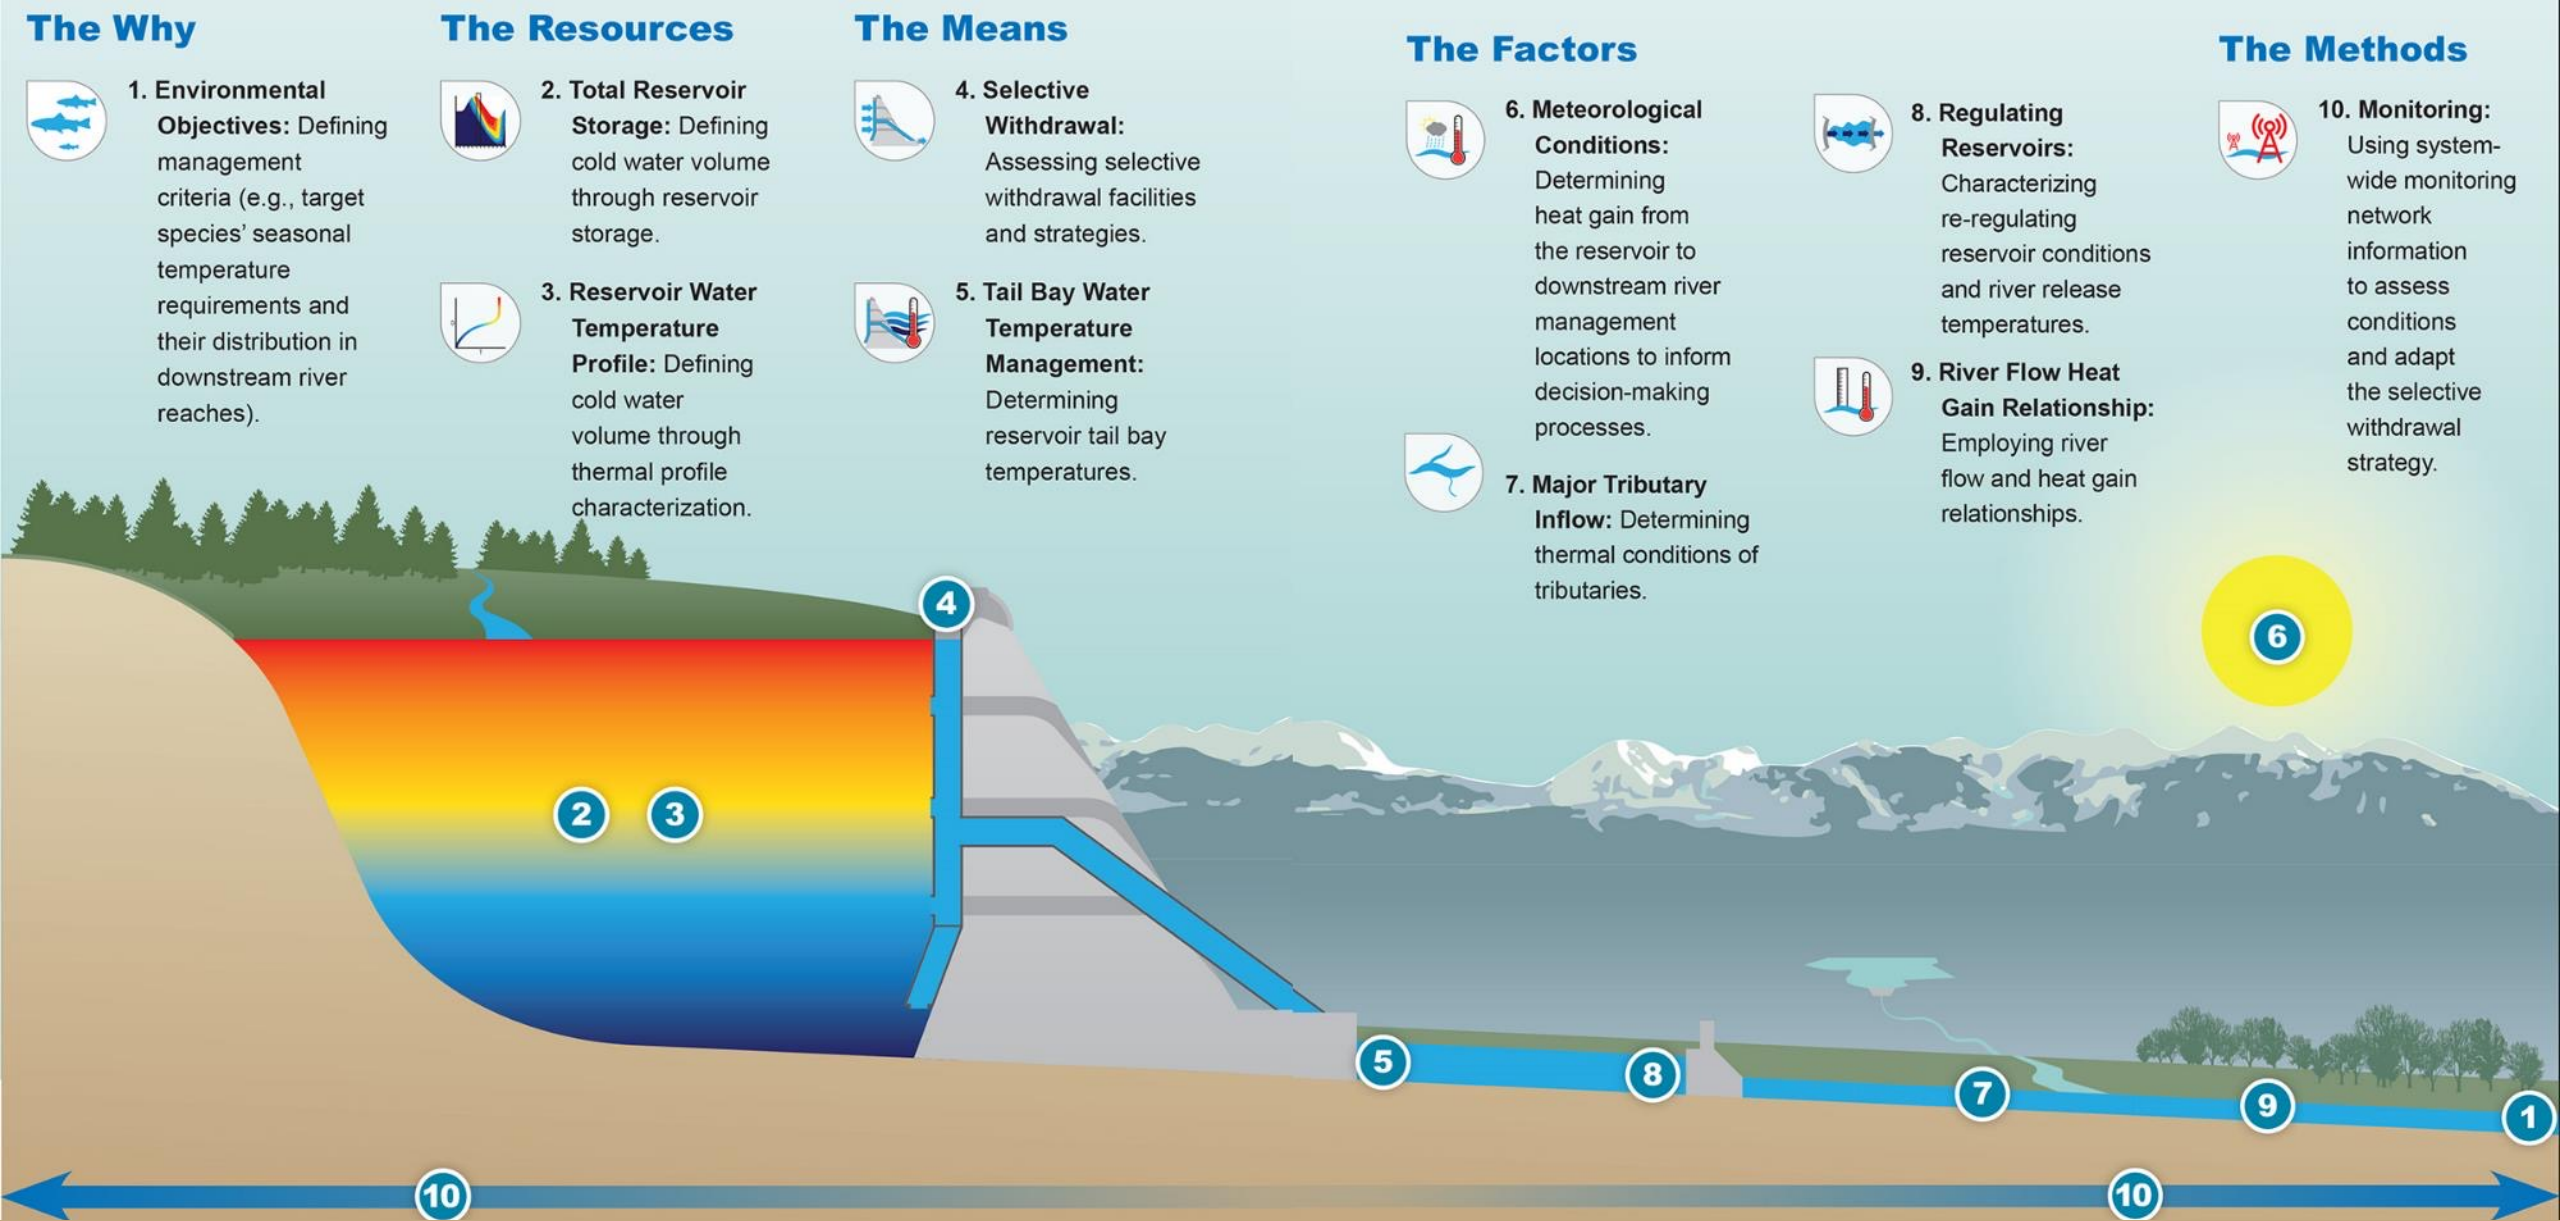 The Why
1. Environmental
Objectives: Defining
management
criteria (e.g., target
species’ seasonal
temperature
requirements and
their distribution in
downstream river
reaches).
The Resources
2. Total Reservoir
Storage: Defining
cold water volume
through reservoir
storage.
3. Reservoir Water
Temperature
Profile: Defining
cold water
volume through
thermal profile
characterization.
The Means
4. Selective
Withdrawal:
Assessing selective
withdrawal facilities
and strategies.
5. Tail Bay Water
Temperature
Management:
Determining
reservoir tail bay
temperatures.
The Factors
6. Meteorological
Conditions:
Determining
heat gain from
the reservoir to
downstream river
management
locations to inform
decision-making
processes.
7. Major Tributary
Inflow: Determining
thermal conditions of
tributaries.
8. Regulating
Reservoirs:
Characterizing
re-regulating
reservoir conditions
and river release
temperatures.
9. River Flow Heat
Gain Relationship:
Employing river
flow and heat gain
relationships.
The Methods
10. Monitoring:
Using system-
wide monitoring
network
information
to assess
conditions
and adapt
the selective
withdrawal
strategy.
4
6
2 3
5
8
7
9
1
10
10